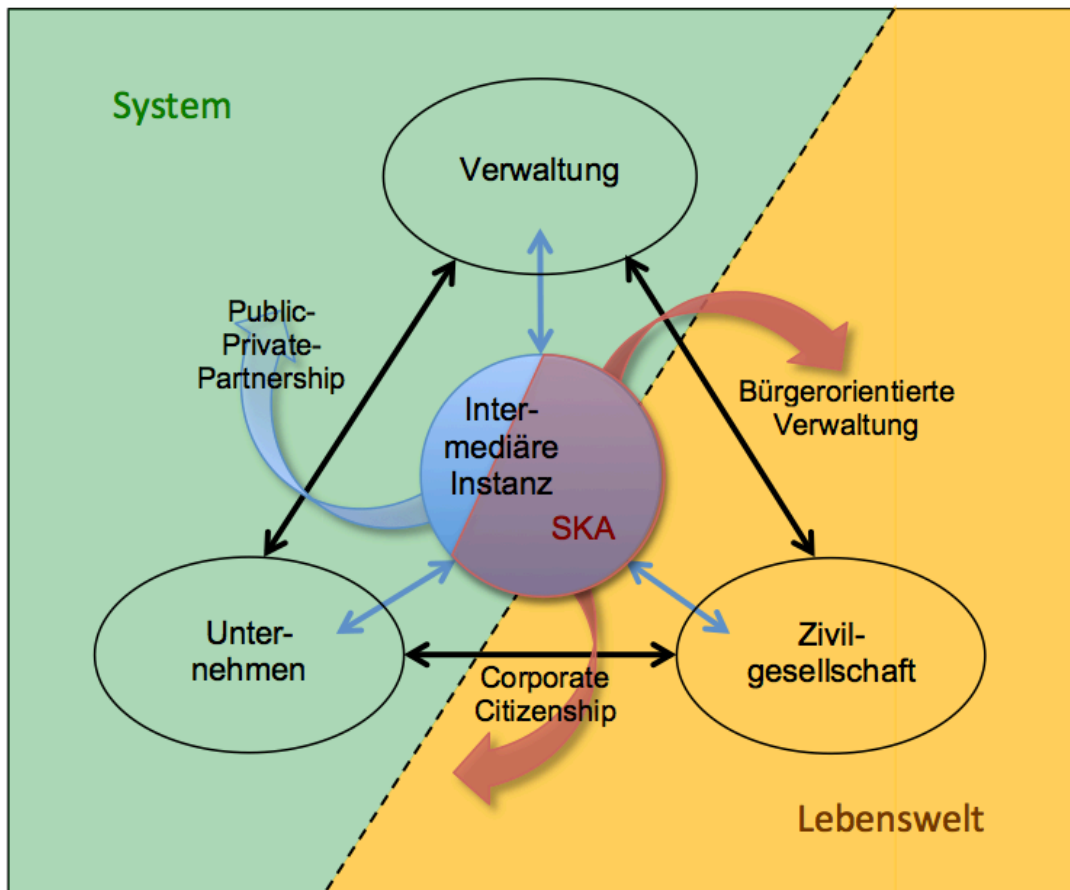 System
Verwaltung
Public-
Private-
Partnership
Bürgerorientierte
Verwaltung
Inter-
mediäre
Instanz
SKA
Unter-
nehmen
Zivil-
gesellschaft
Corporate
Citizenship
Lebenswelt